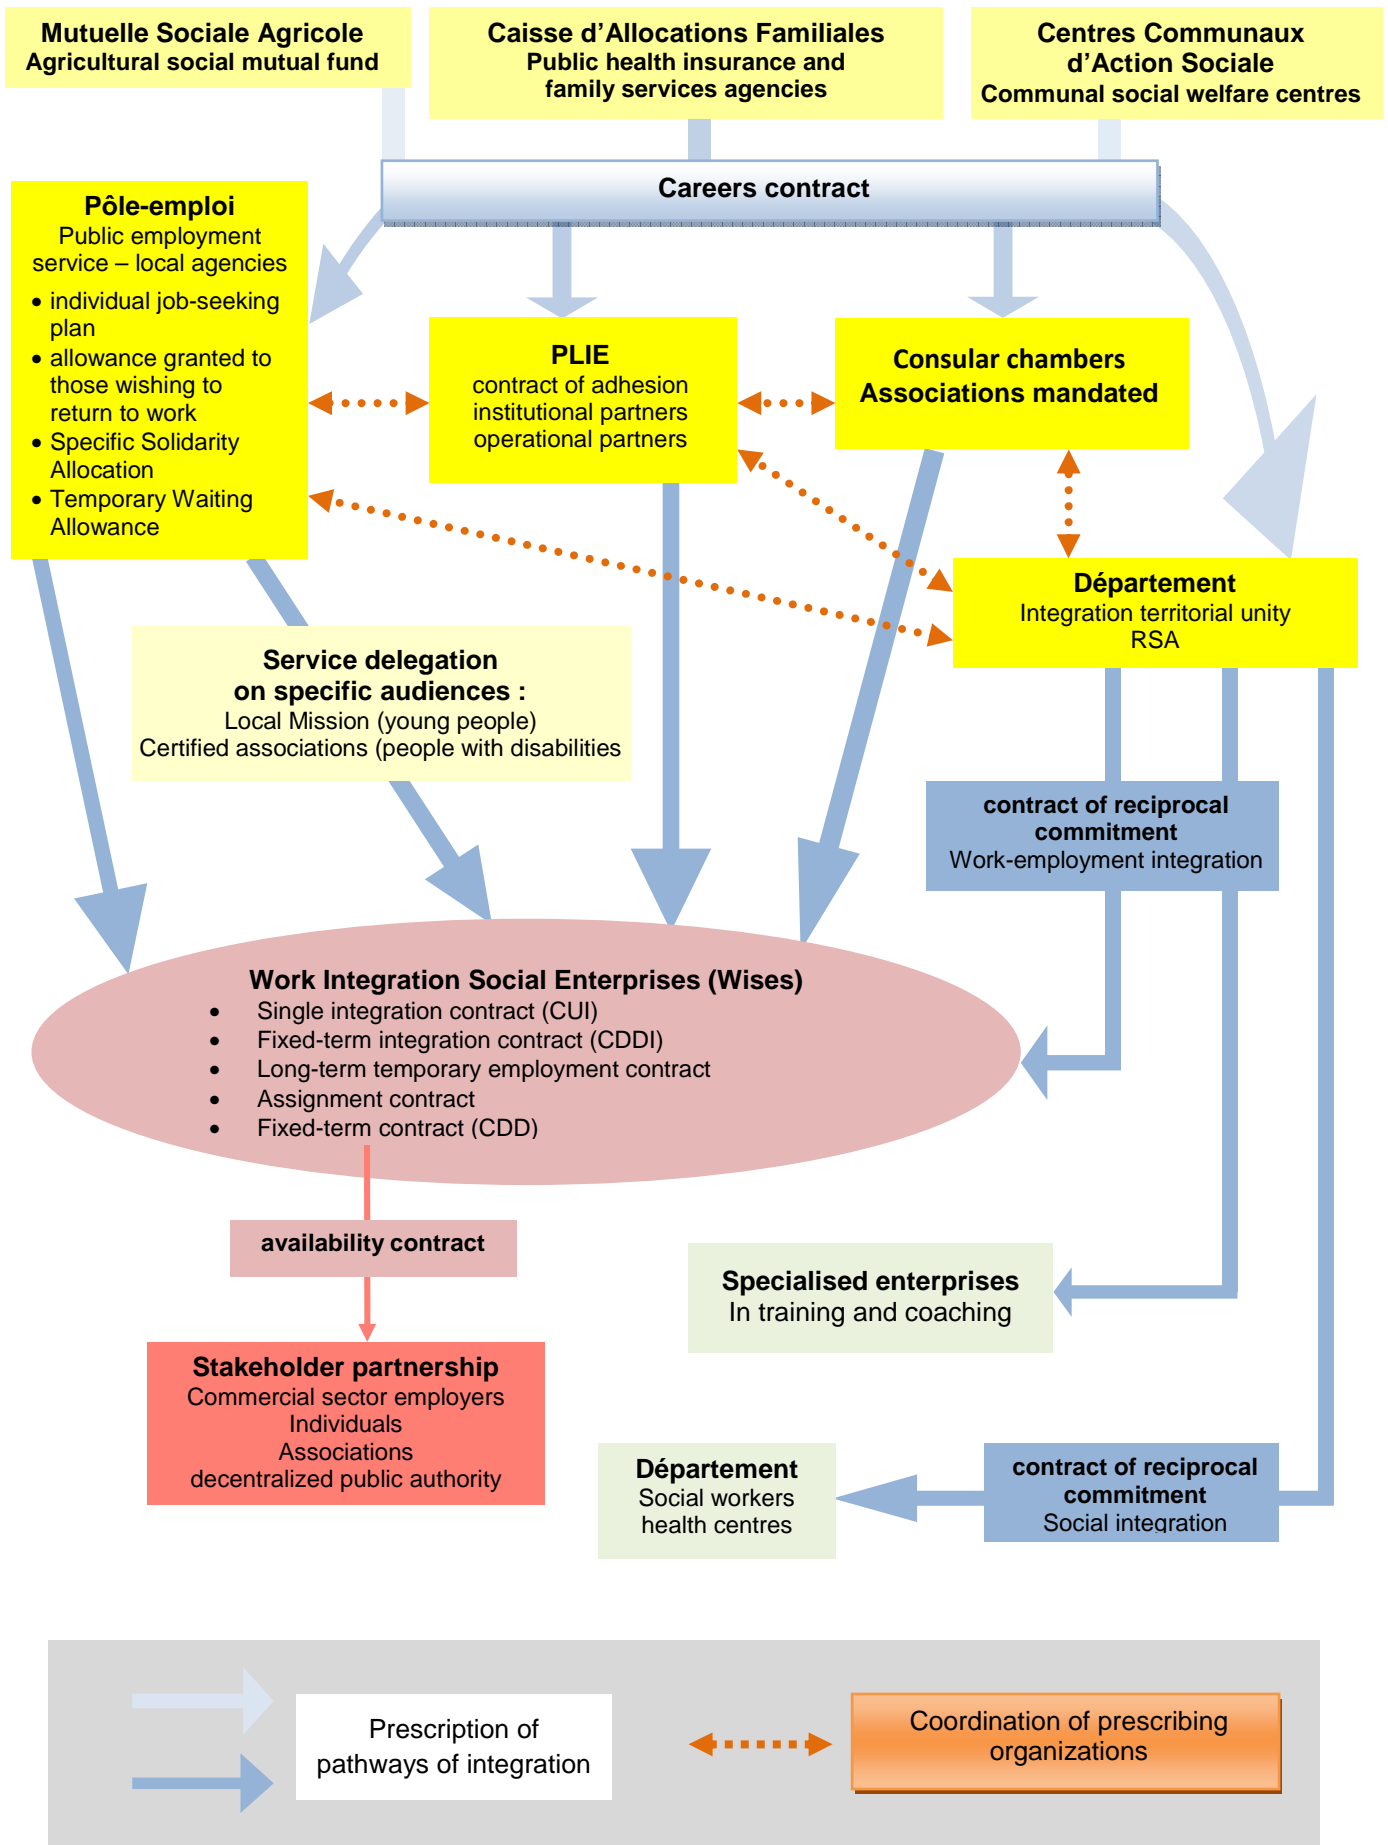 Mutuelle Sociale Agricole
Agricultural social mutual fund
Caisse d'Allocations Familiales
Public health insurance and
family services agencies
Centres Communaux
d'Action Sociale
Communal social welfare centres
Careers contract
Pôle-emploi
Public employment
service – local agencies
• individual job-seeking
plan
• allowance granted to
those wishing to
return to work
• Specific Solidarity
Allocation
• Temporary Waiting
Allowance
PLIE
contract of adhesion
institutional partners
operational partners
Consular chambers
Associations mandated
Département
Integration territorial unity
RSA
Service delegation
on specific audiences :
Local Mission (young people)
Certified associations (people with disabilities
contract of reciprocal
commitment
Work-employment integration
Work Integration Social Enterprises (Wises)
• Single integration contract (CUI)
• Fixed-term integration contract (CDDI)
• Long-term temporary employment contract
• Assignment contract
• Fixed-term contract (CDD)
availability contract
Specialised enterprises
In training and coaching
Stakeholder partnership
Commercial sector employers
Individuals
Associations
decentralized public authority
Département
Social workers
health centres
contract of reciprocal
commitment
Social integration
Prescription of
pathways of integration
Coordination of prescribing
organizations